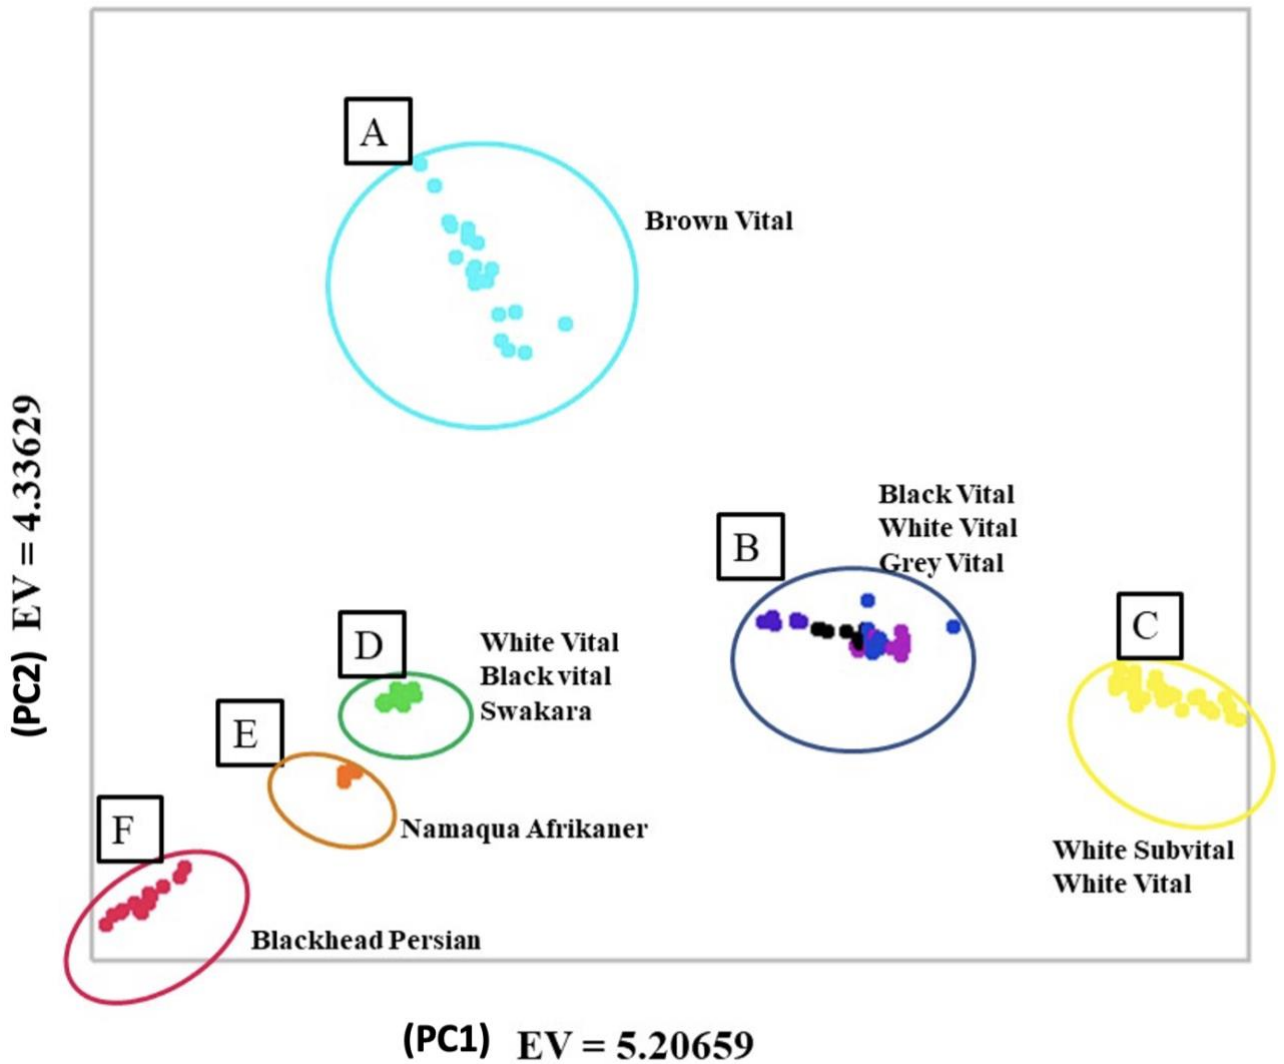 A
Brown Vital
Black Vital
White Vital
Grey Vital
B
C
D
White Vital
Black vital
Swakara
E
Namaqua Afrikaner
F
White Subvital
White Vital
Blackhead Persian
(PC2) EV = 4.33629
(PC1) EV = 5.20659